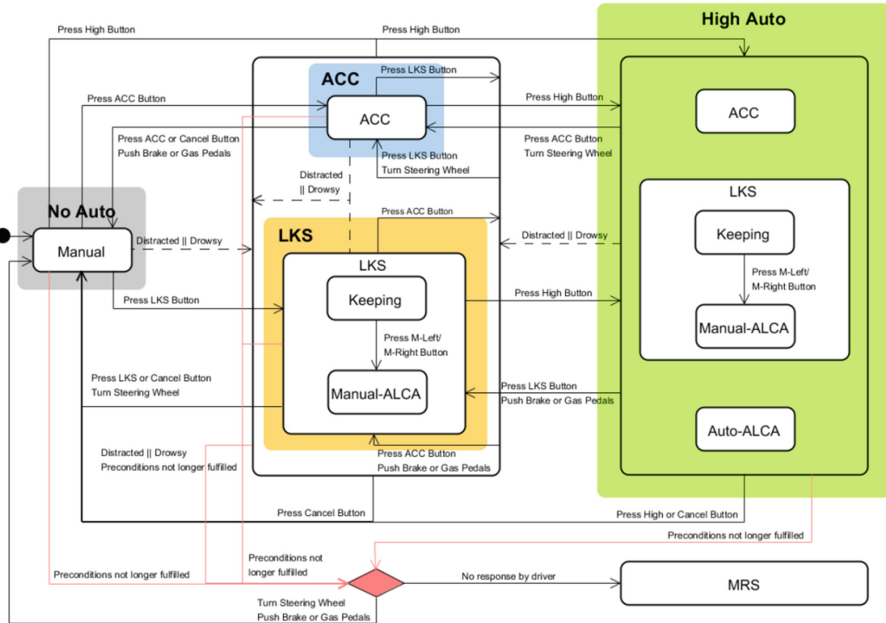 High Auto
Press High Button
Press High Button
Press LKS Button
ACC
Press ACC Button
Press High Button
ACC
ACC
Press ACC or Cancel Button
Push Brake or Gas Pedals
Press ACC Button
Turn Steering Wheel
Press LKS Button
Turn Steering Wheel
Distracted
|| Drowsy
LKS
No Auto
Press ACC Button
Keeping
LKS
Distracted || Drowsy
Distracted || Drowsy
Manual
LKS
Press M-Left/
M-Right Button
Keeping
Press High Button
Press LKS Button
Manual-ALCA
Press M-Left/
M-Right Button
Press LKS or Cancel Button
Turn Steering Wheel
Manual-ALCA
Press LKS Button
Push Brake or Gas Pedals
Auto-ALCA
Distracted || Drowsy
Preconditions not longer fulfilled
Press ACC Button
Push Brake or Gas Pedals
Press Cancel Button
Press High or Cancel Button
Preconditions not longer fulfilled
Preconditions not longer fulfilled
Preconditions not
longer fulfilled
No response by driver
MRS
Turn Steering Wheel
Push Brake or Gas Pedals